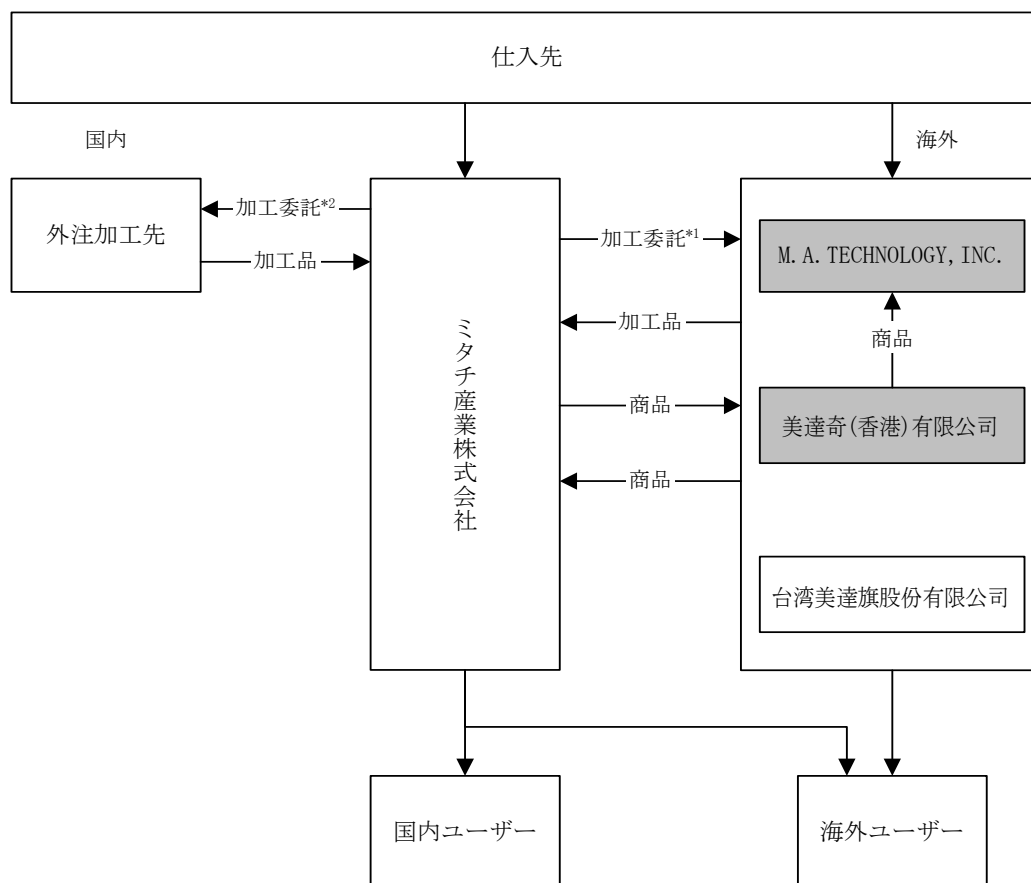 仕入先
国内
海外
外注加工先
加工委託*2
加工品
ミタチ産業株式会社
加工委託*1
加工品
商品
商品
M.A.TECHNOLOGY,INC.
商品
美達奇(香港)有限公司
台湾美達旗股份有限公司
国内ユーザー
海外ユーザー